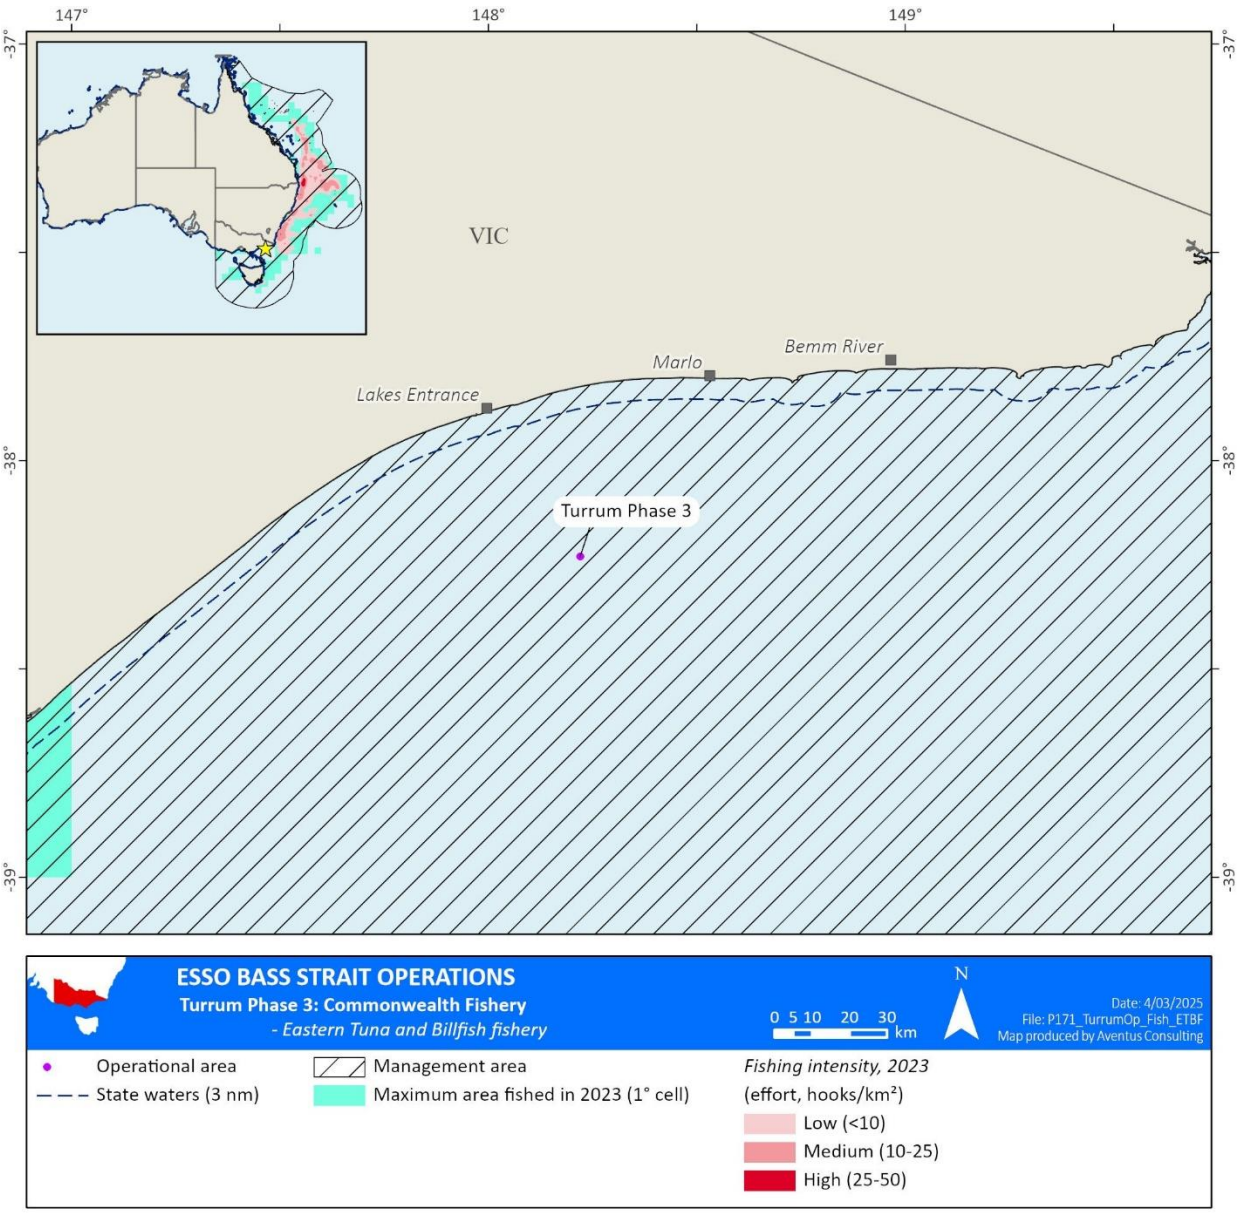 147°
148°
149°
-37°
-37°
VIC
Bemm River
Marlo
Lakes Entrance
-38°
-38°
Turrum Phase 3
-39°
-39°
ESSO BASS STRAIT OPERATIONS
Turrum Phase 3: Commonwealth Fishery
- Eastern Tuna and Billfish fishery
0 5 10 20 30
km
N
Date: 4/03/2025
File: P171_TurrumOp_Fish_ETBF
Map produced by Aventus Consulting
Operational area
State waters (3 nm)
Management area
Maximum area fished in 2023 (1° cell)
Fishing intensity, 2023
(effort, hooks/km²)
Low (<10)
Medium (10-25)
High (25-50)